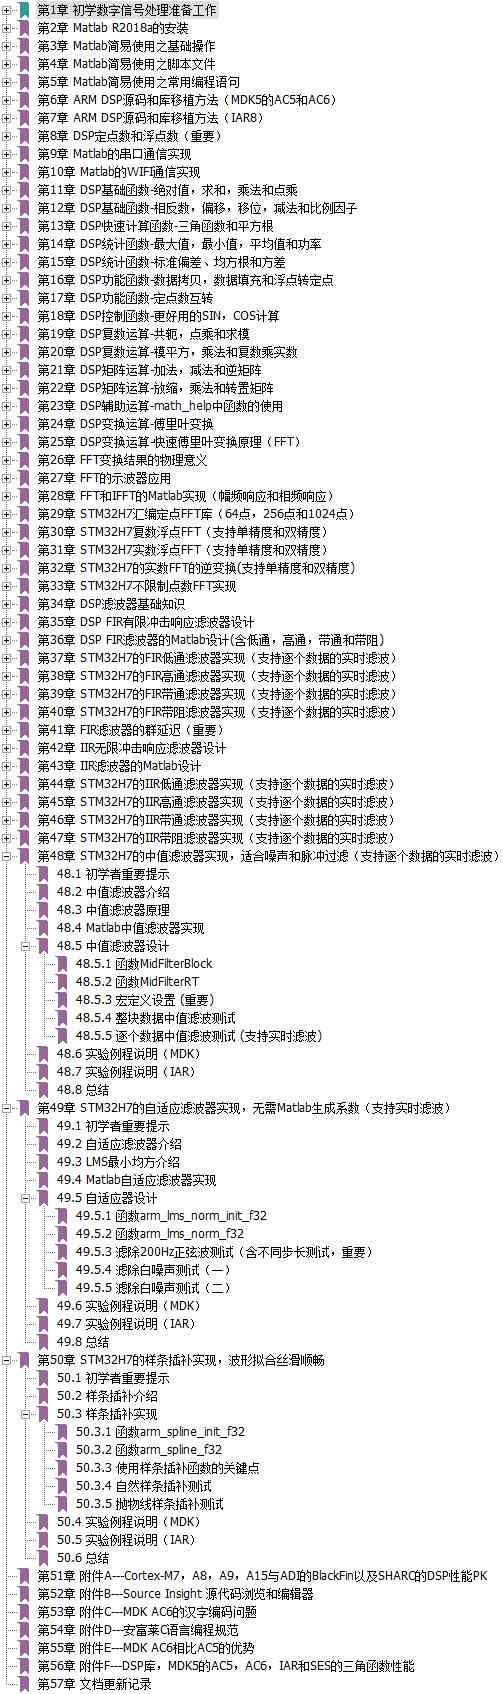 第1章 初学数字信号处理准备工作
第2章 Matlab R2018a的安装
第3章 Matlab简易使用之基础操作
第4章 Matlab简易使用之脚本文件
第5章 Matlab简易使用之常用编程语句
第6章 ARM DSP源码和库移植方法（MDK5的AC5和AC6）
第7章 ARM DSP源码和库移植方法（IAR8）
第8章 DSP定点数和浮点数（重要）
第9章 Matlab的串口通信实现
第10章 Matlab的WIFI通信实现
第11章 DSP基础函数-绝对值，求和，乘法和点乘
第12章 DSP基础函数-相反数，偏移，移位，减法和比例因子
第13章 DSP快速计算函数-三角函数和平方根
第14章 DSP统计函数-最大值，最小值，平均值和功率
第15章 DSP统计函数-标准偏差、均方根和方差
第16章 DSP功能函数-数据拷贝，数据填充和浮点转定点
第17章 DSP功能函数-定点数互转
第18章 DSP控制函数-更好用的SIN，COS计算
第19章 DSP复数运算-共轭，点乘和求模
第20章 DSP复数运算-模平方，乘法和复数乘实数
第21章 DSP矩阵运算-加法，减法和逆矩阵
第22章 DSP矩阵运算-放缩，乘法和转置矩阵
第23章 DSP辅助运算-math_help中函数的使用
第24章 DSP变换运算-傅里叶变换
第25章 DSP变换运算-快速傅里叶变换原理（FFT）
第26章 FFT变换结果的物理意义
第27章 FFT的示波器应用
第28章 FFT和IFFT的Matlab实现（幅频响应和相频响应）
第29章 STM32H7汇编定点FFT库（64点，256点和1024点）
第30章 STM32H7复数浮点FFT（支持单精度和双精度）
第31章 STM32H7实数浮点FFT（支持单精度和双精度）
第32章 STM32H7的实数FFT的逆变换(支持单精度和双精度)
第33章 STM32H7不限制点数FFT实现
第34章 DSP滤波器基础知识
第35章 DSP FIR有限冲击响应滤波器设计
第36章 DSP FIR滤波器的Matlab设计(含低通，高通，带通和带阻)
第37章 STM32H7的FIR低通滤波器实现（支持逐个数据的实时滤波）
第38章 STM32H7的FIR高通滤波器实现（支持逐个数据的实时滤波）
第39章 STM32H7的FIR带通滤波器实现（支持逐个数据的实时滤波）
第40章 STM32H7的FIR带阻滤波器实现（支持逐个数据的实时滤波）
第41章 FIR滤波器的群延迟（重要）
第42章 IIR无限冲击响应滤波器设计
第43章 IIR滤波器的Matlab设计
第44章 STM32H7的IIR低通滤波器实现（支持逐个数据的实时滤波）
第45章 STM32H7的IIR高通滤波器实现（支持逐个数据的实时滤波）
第46章 STM32H7的IIR带通滤波器实现（支持逐个数据的实时滤波）
第47章 STM32H7的IIR带阻滤波器实现（支持逐个数据的实时滤波）
第48章 STM32H7的中值滤波器实现，适合噪声和脉冲过滤（支持逐个数据的实时滤波）
48.1 初学者重要提示
48.2 中值滤波器介绍
48.3 中值滤波器原理
48.4 Matlab中值滤波器实现
48.5 中值滤波器设计
48.5.1 函数MidFilterBlock
48.5.2 函数MidFilterRT
48.5.3 宏定义设置 (重要）
48.5.4 整块数据中值滤波测试
48.5.5 逐个数据中值滤波测试 (支持实时滤波）
48.6 实验例程说明（MDK）
48.7 实验例程说明（IAR）
48.8 总结
第49章 STM32H7的自适应滤波器实现，无需Matlab生成系数（支持实时滤波）
49.1 初学者重要提示
49.2 自适应滤波器介绍
49.3 LMS最小均方介绍
49.4 Matlab自适应滤波器实现
49.5 自适应器设计
49.5.1 函数arm_lms_norm_init_f32
49.5.2 函数arm_lms_norm_f32
49.5.3 滤除200Hz正弦波测试（含不同步长测试，重要）
49.5.4 滤除白噪声测试（一）
49.5.5 滤除白噪声测试（二）
49.6 实验例程说明（MDK）
49.7 实验例程说明（IAR）
49.8 总结
第50章 STM32H7的样条插补实现，波形拟合丝滑顺畅
50.1 初学者重要提示
50.2 样条插补介绍
50.3 样条插补实现
50.3.1 函数arm_spline_init_f32
50.3.2 函数arm_spline_f32
50.3.3 使用样条插补函数的关键点
50.3.4 自然样条插补测试
50.3.5 抛物线样条插补测试
50.4 实验例程说明（MDK）
50.5 实验例程说明（IAR）
50.6 总结
第51章 附件A---Cortex-M7，A8，A9，A15与ADI的BlackFin以及SHARC的DSP性能PK
第52章 附件B---Source Insight 源代码浏览和编辑器
第53章 附件C---MDK AC6的汉字编码问题
第54章 附件D---安富莱C语言编程规范
第55章 附件E---MDK AC6相比AC5的优势
第56章 附件F---DSP库，MDK5的AC5，AC6，IAR和SES的三角函数性能
第57章 文档更新记录